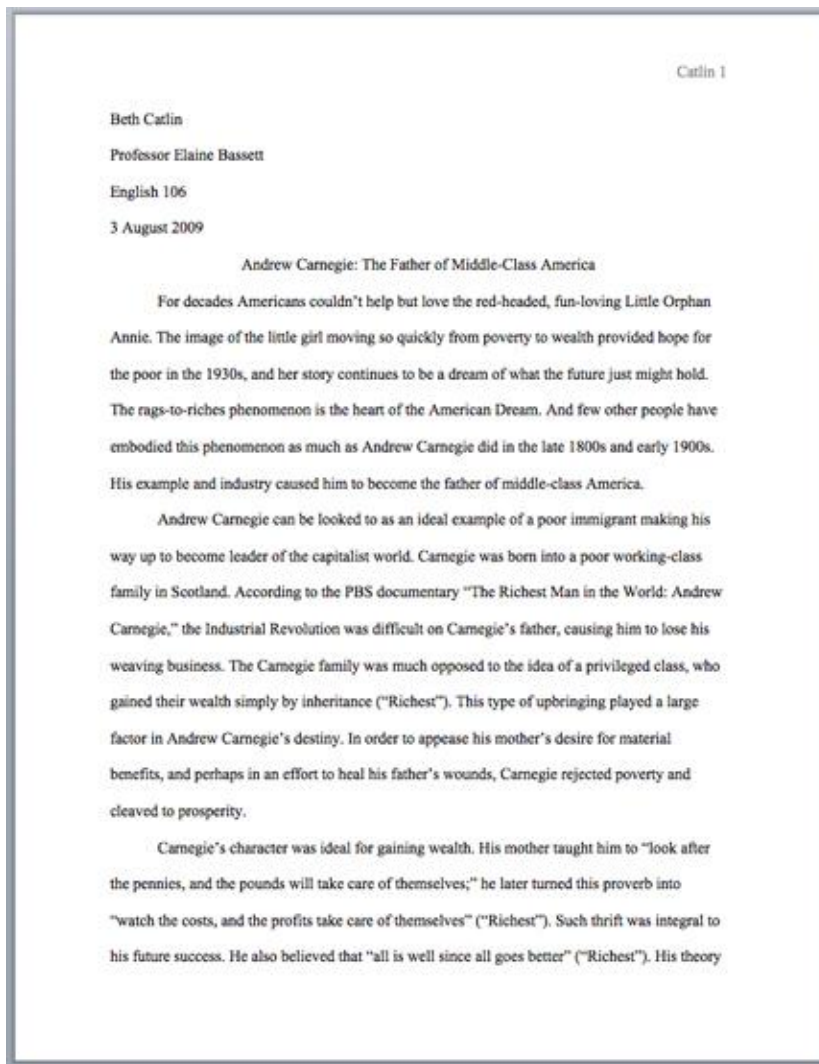 Catlin 1
Beth Catlin
Professor Elaine Bassett
English 106
3 August 2009
Andrew Carnegie: The Father of Middle-Class America
For decades Americans couldn’t help but love the red-headed, fun-loving Little Orphan
Annie. The image of the little girl moving so quickly from poverty to wealth provided hope for
the poor in the 1930s, and her story continues to be a dream of what the future just might hold.
The rags-to-riches phenomenon is the heart of the American Dream. And few other people have
embodied this phenomenon as much as Andrew Carnegie did in the late 1800s and early 1900s.
His example and industry caused him to become the father of middle-class America.
Andrew Carnegie can be looked to as an ideal example of a poor immigrant making his
way up to become leader of the capitalist world. Carnegie was born into a poor working-class
family in Scotland. According to the PBS documentary “The Richest Man in the World: Andrew
Carnegie,” the Industrial Revolution was difficult on Carnegie’s father, causing him to lose his
weaving business. The Carnegie family was much opposed to the idea of a privileged class, who
gained their wealth simply by inheritance (“Richest”). This type of upbringing played a large
factor in Andrew Carnegie’s destiny. In order to appease his mother’s desire for material
benefits, and perhaps in an effort to heal his father’s wounds, Carnegie rejected poverty and
cleaved to prosperity.
Carnegie’s character was ideal for gaining wealth. His mother taught him to “look after
the pennies, and the pounds will take care of themselves;” he later turned this proverb into
“watch the costs, and the profits take care of themselves” (“Richest”). Such thrift was integral to
his future success. He also believed that “all is well since all goes better” (“Richest”). His theory